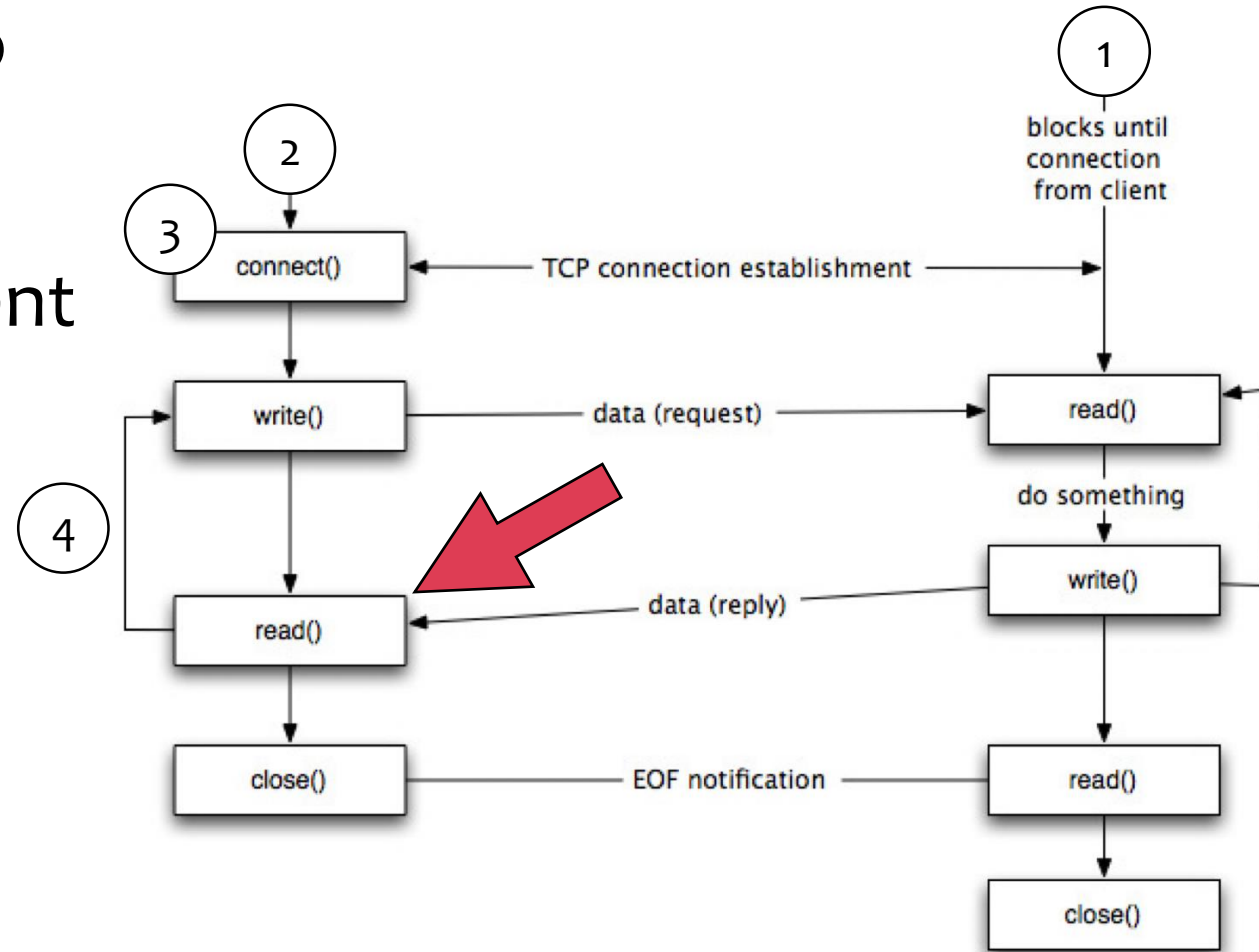 1
blocks until
connection
from client
2
3
connect()
TCP connection establishment
write()
data (request)
read()
do something
4
write()
data (reply)
read()
close()
EOF notification
read()
close()